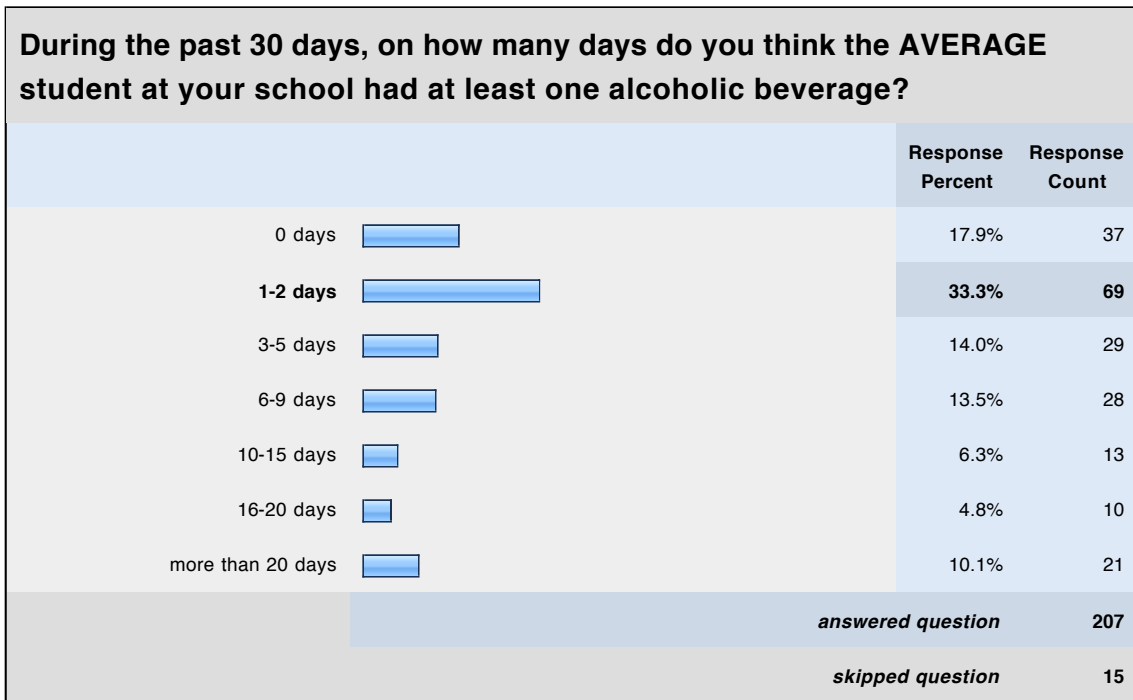 During the past 30 days, on how many days do you think the AVERAGE
student at your school had at least one alcoholic beverage?
Response Percent Response Count
0 days 17.9% 37
1-2 days 33.3% 69
3-5 days 14.0% 29
6-9 days 13.5% 28
10-15 days 6.3% 13
16-20 days 4.8% 10
more than 20 days 10.1% 21
answered question 207
skipped question 15